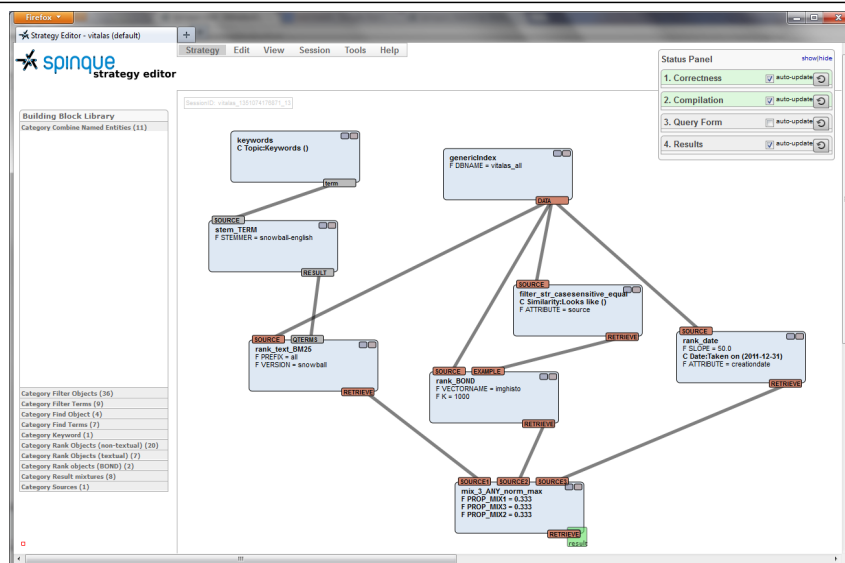 Firefox
Strategy Editor - vitalas (default)
+
spinque
strategy editor
Strategy Edit View Session Tools Help
SessionID: vitalas_1351074175871_13
Status Panel
show|hide
1. Correctness auto-update
2. Compilation auto-update
3. Query Form auto-update
4. Results auto-update
Building Block Library
Category Combine Named Entities (11)
Category Filter Objects (36)
Category Filter Terms (9)
Category Find Object (4)
Category Find Terms (7)
Category Keyword (1)
Category Rank Objects (non-textual) (20)
Category Rank Objects (textual) (7)
Category Rank objects (BOND) (2)
Category Result mixtures (8)
Category Sources (1)
keywords
C Topic:Keywords ()
term
genericIndex
F DBNAME = vitalas_all
DATA
SOURCE
stem_TERM
F STEMMER = snowball-english
RESULT
SOURCE
filter_str_casesensitive_equal
C Similarity:Looks like ()
F ATTRIBUTE = source
RETRIEVE
SOURCE QTERMS
rank_text_BM25
F PREFIX = all
F VERSION = snowball
RETRIEVE
SOURCE EXAMPLE
rank_BOND
F VECTORNAME = imghisto
F K = 1000
RETRIEVE
SOURCE
rank_date
F SLOPE = 50.0
C Date:Taken on (2011-12-31)
F ATTRIBUTE = creationdate
RETRIEVE
SOURCE1 SOURCE2 SOURCE3
mix_3_ANY_norm_max
F PROP_MIX1 = 0.333
F PROP_MIX3 = 0.333
F PROP_MIX2 = 0.333
RETRIEVE
result